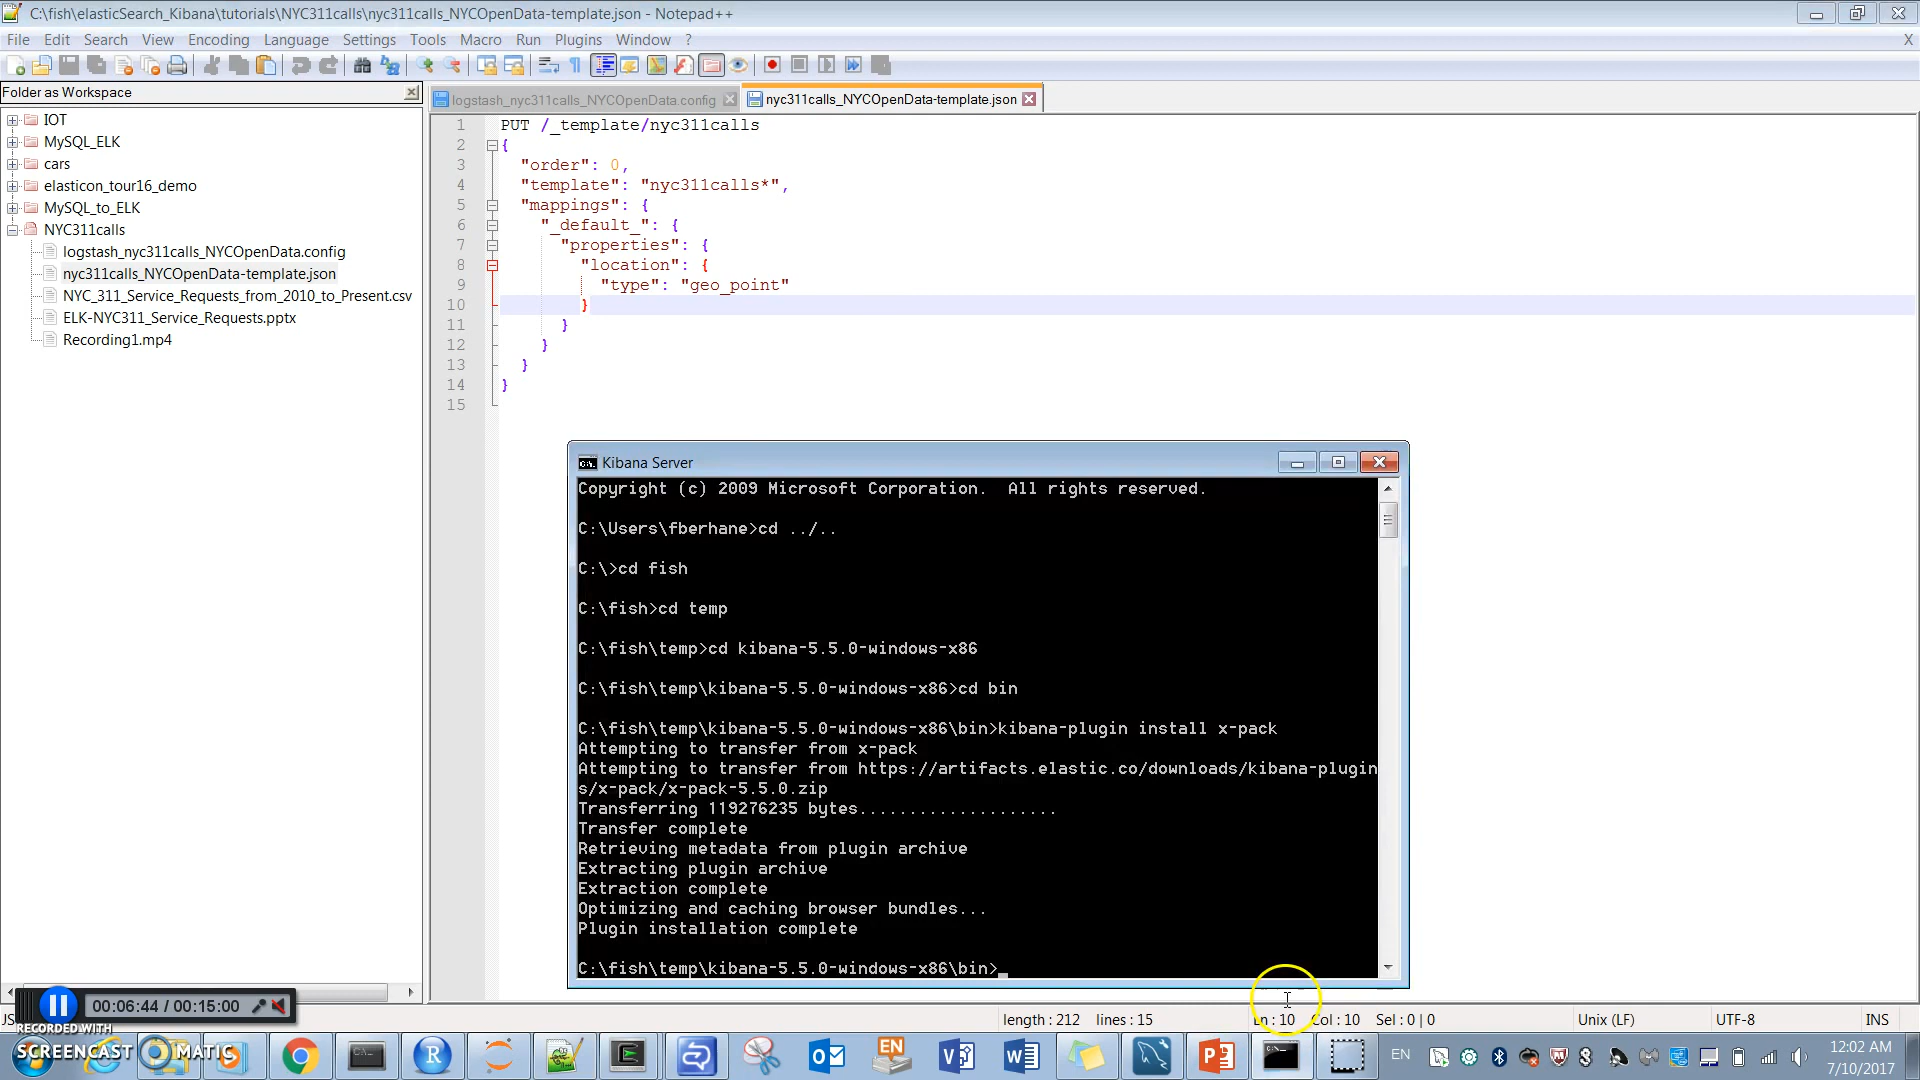 C:\fish\elasticSearch_Kibana\tutorials\NYC311calls\nyc311calls_NYCOpenData-template.json - Notepad++
File Edit Search View Encoding Language Settings Tools Macro Run Plugins Window ?
X
Folder as Workspace
IOT
MySQL_ELK
cars
elasticon_tour16_demo
MySQL_to_ELK
NYC311calls
logstash_nyc311calls_NYCOpenData.config
nyc311calls_NYCOpenData-template.json
NYC_311_Service_Requests_from_2010_to_Present.csv
ELK-NYC311_Service_Requests.pptx
Recording1.mp4
logstash_nyc311calls_NYCOpenData.config nyc311calls_NYCOpenData-template.json
1 PUT /_template/nyc311calls
2 {
3 "order": 0,
4 "template": "nyc311calls*",
5 "mappings": {
6 "_default_": {
7 "properties": {
8 "location": {
9 "type": "geo_point"
10 }
11 }
12 }
13 }
14 }
15
Kibana Server
Copyright (c) 2009 Microsoft Corporation. All rights reserved.
C:\Users\fberhane>cd ../..
C:\>cd fish
C:\fish>cd temp
C:\fish\temp>cd kibana-5.5.0-windows-x86
C:\fish\temp\kibana-5.5.0-windows-x86>cd bin
C:\fish\temp\kibana-5.5.0-windows-x86\bin>kibana-plugin install x-pack
Attempting to transfer from x-pack
Attempting to transfer from https://artifacts.elastic.co/downloads/kibana-plugin
s/x-pack/x-pack-5.5.0.zip
Transferring 119276235 bytes....................
Transfer complete
Retrieving metadata from plugin archive
Extracting plugin archive
Extraction complete
Optimizing and caching browser bundles...
Plugin installation complete
C:\fish\temp\kibana-5.5.0-windows-x86\bin>_
00:06:44 / 00:15:00
JS
length : 212 lines : 15 Ln : 10 Col : 10 Sel : 0 | 0 Unix (LF) UTF-8 INS
RECORDED WITH
SCREENCAST MATIC
EN
EN
12:02 AM
7/10/2017